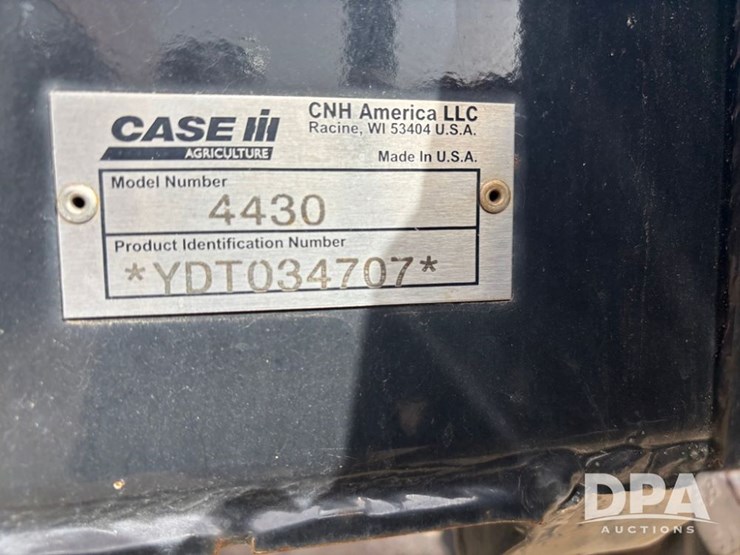 CASE IH
AGRICULTURE
CNH America LLC
Racine, WI 53404 U.S.A.
Made In U.S.A.
Model Number
4430
Product Identification Number
*YDT034707*
DPA
AUCTIONS